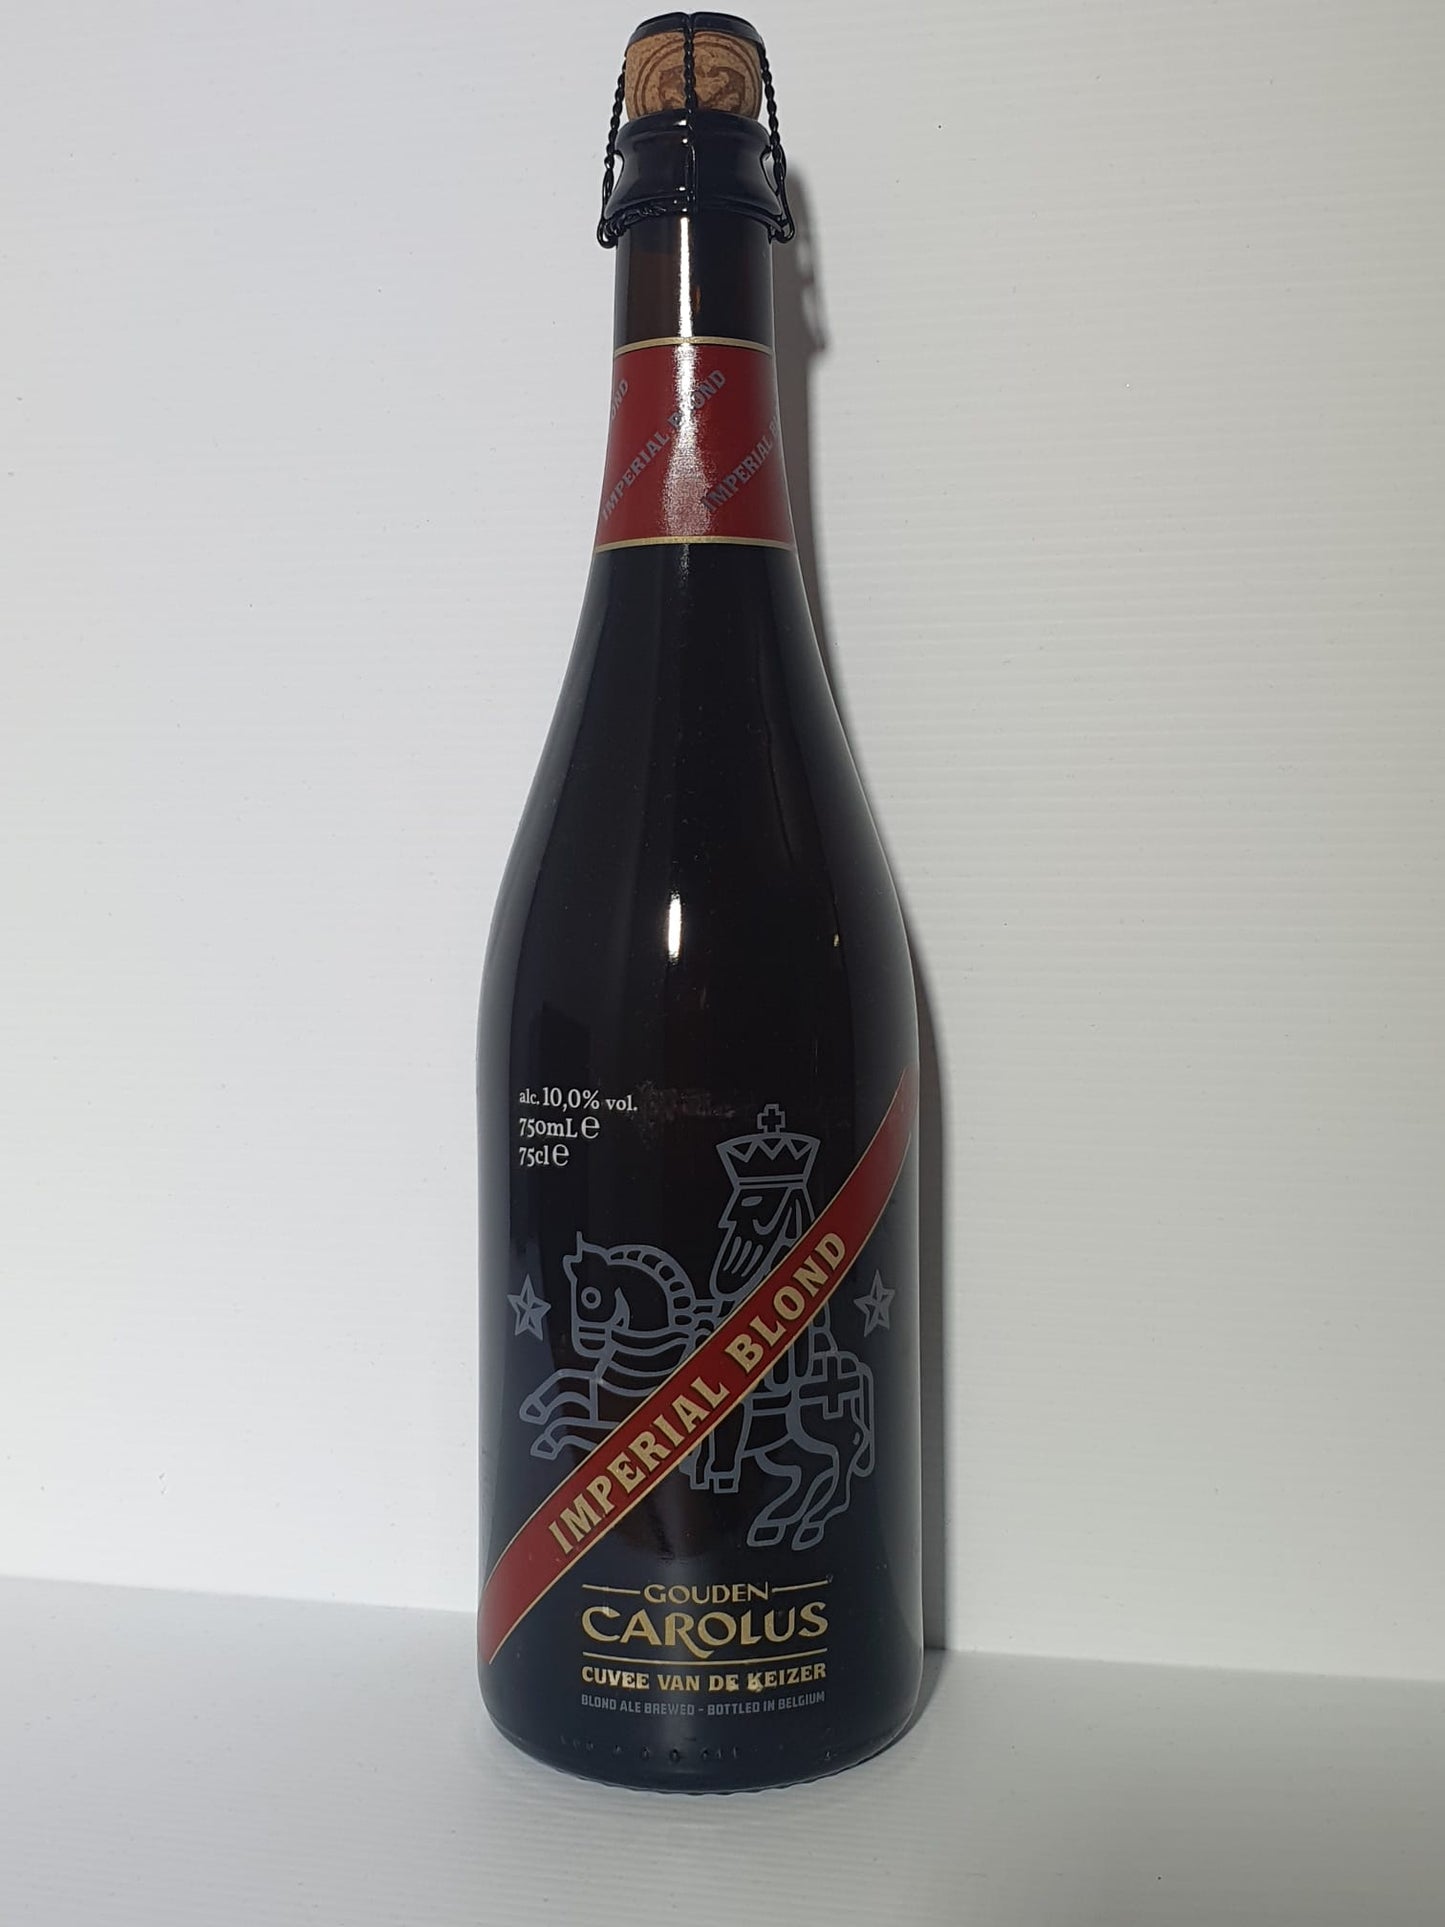 OND
IMPERIAL BLOND
IMPERIAL
alc. 10,0% vol.
750mL e
75cl e
IMPERIAL BLOND
GOUDEN
CAROLUS
CUVEE VAN DE KEIZER
BLOND ALE BREWED - BOTTLED IN BELGIUM